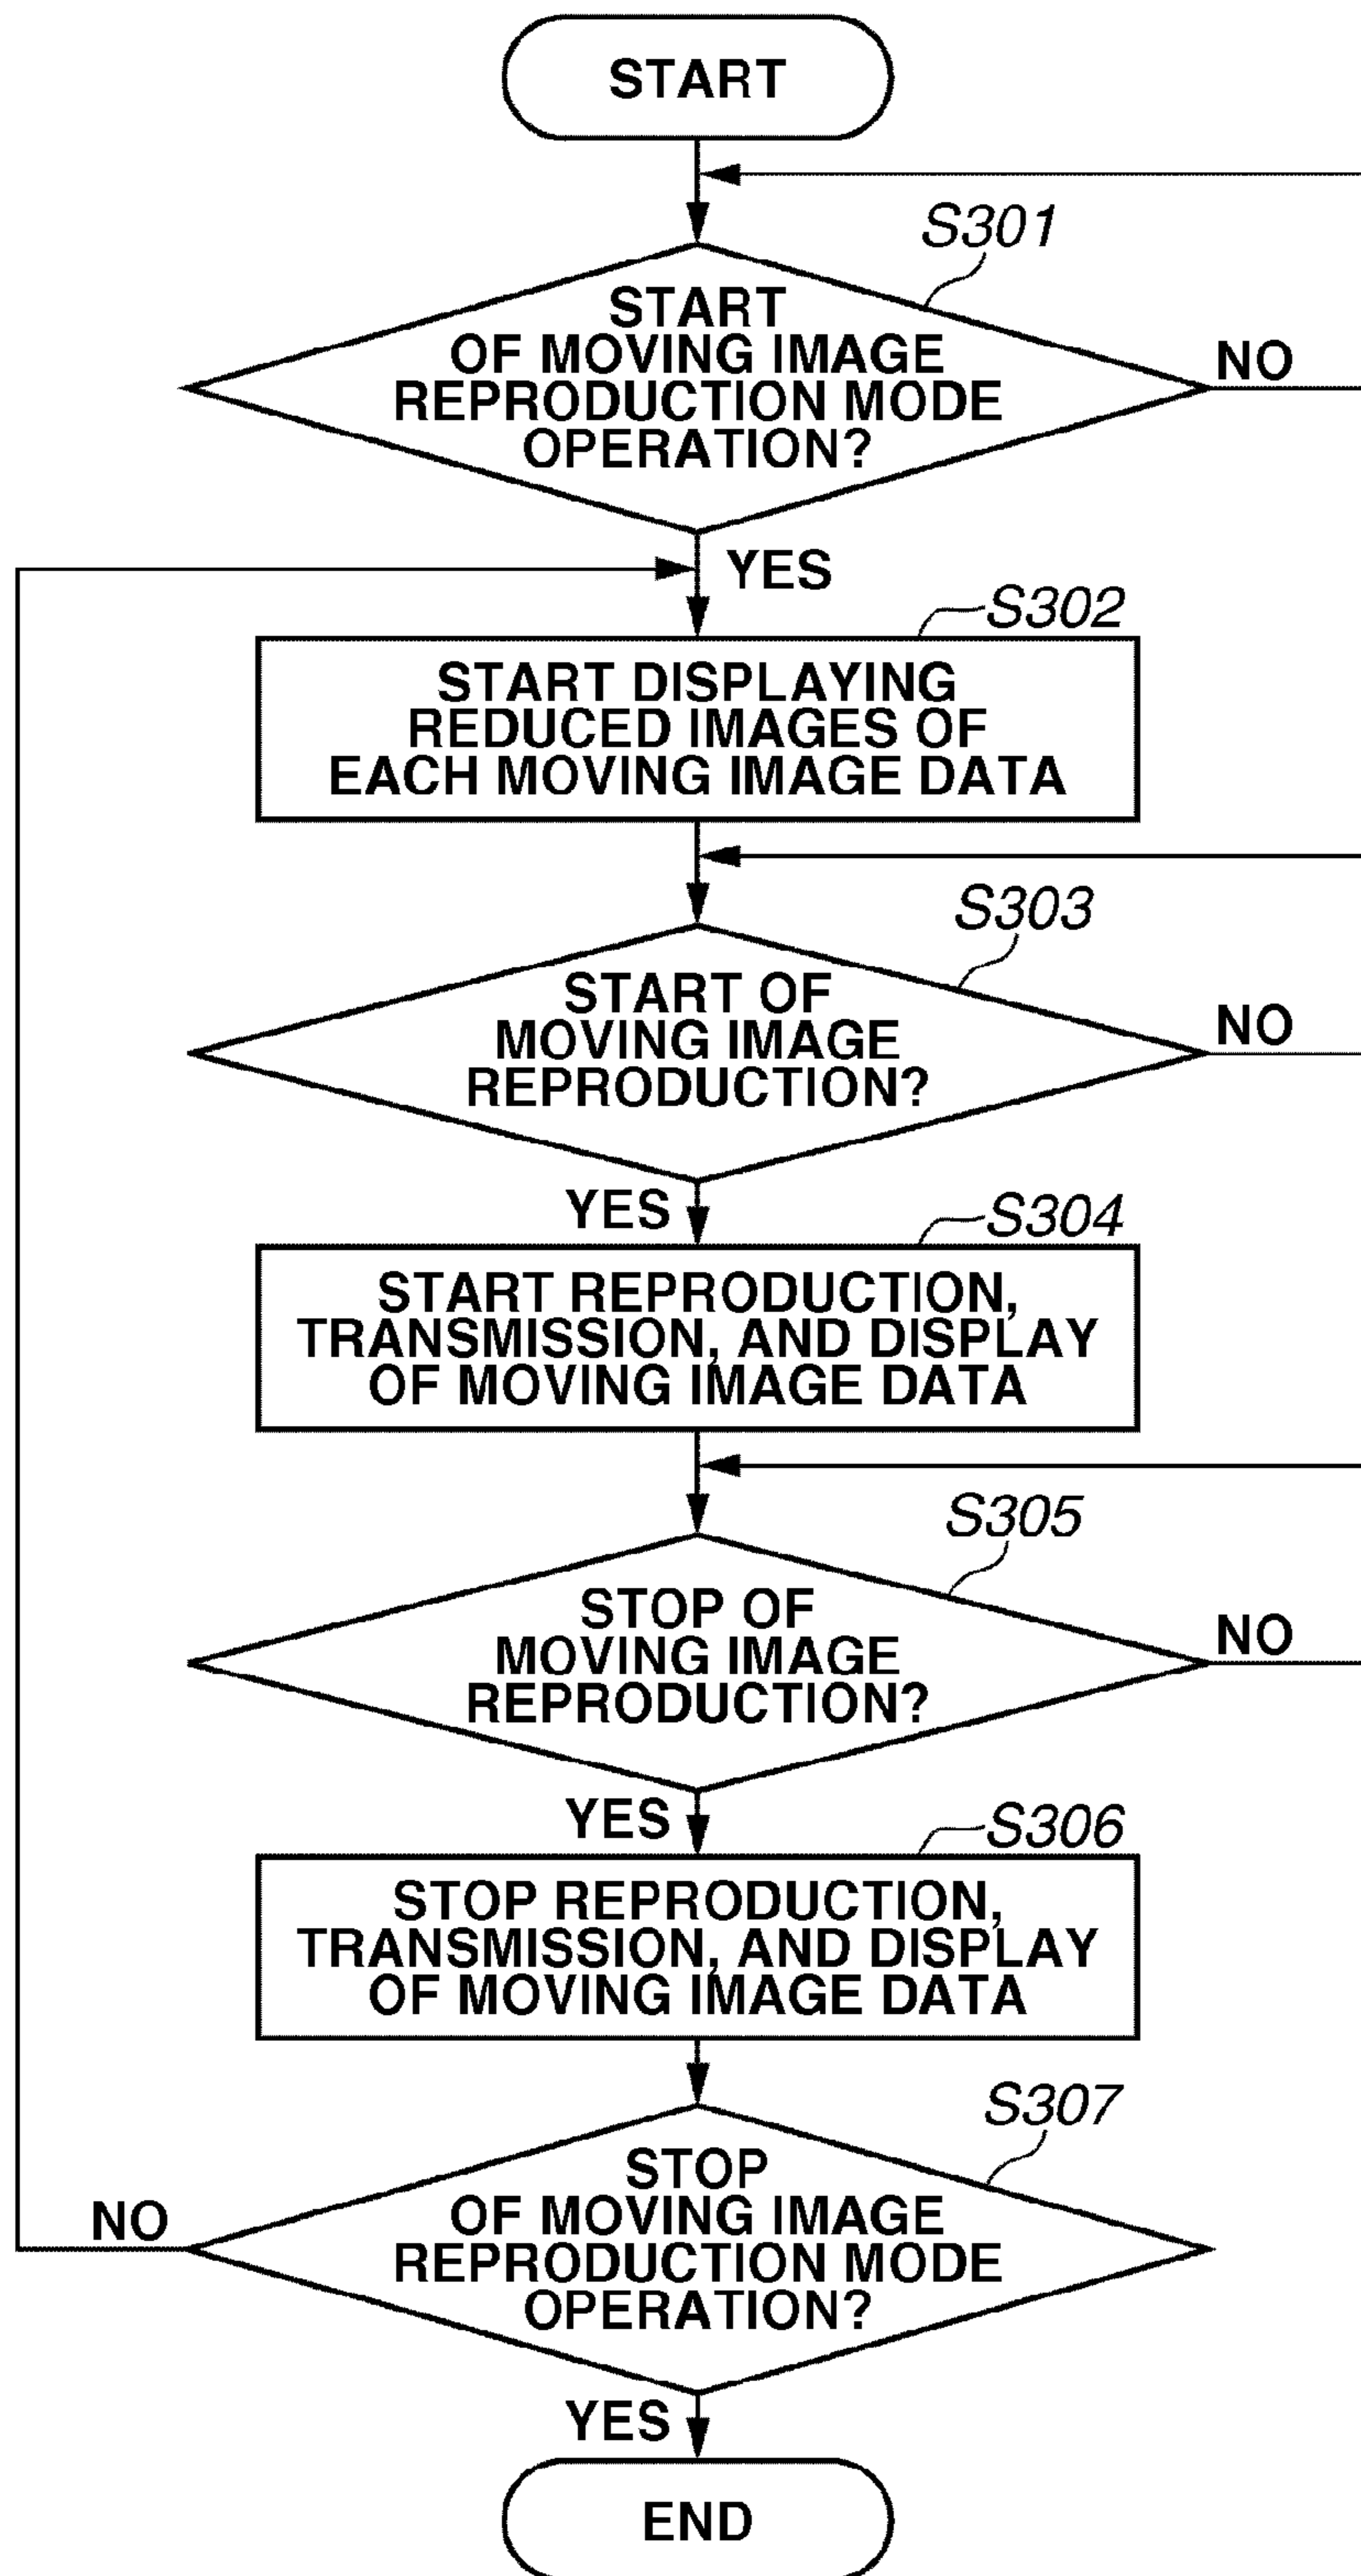 START
S301
START
OF MOVING IMAGE
REPRODUCTION MODE
OPERATION?
NO
YES
S302
START DISPLAYING
REDUCED IMAGES OF
EACH MOVING IMAGE DATA
S303
START OF
MOVING IMAGE
REPRODUCTION?
NO
YES
S304
START REPRODUCTION,
TRANSMISSION, AND DISPLAY
OF MOVING IMAGE DATA
S305
STOP OF
MOVING IMAGE
REPRODUCTION?
NO
YES
S306
STOP REPRODUCTION,
TRANSMISSION, AND DISPLAY
OF MOVING IMAGE DATA
S307
STOP
OF MOVING IMAGE
REPRODUCTION MODE
OPERATION?
NO
YES
END